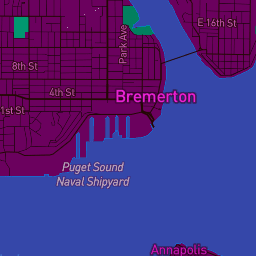 E 16th St
Park Ave
8th St
4th St
Bremerton
1st St
Puget Sound
Naval Shipyard
Annapolis